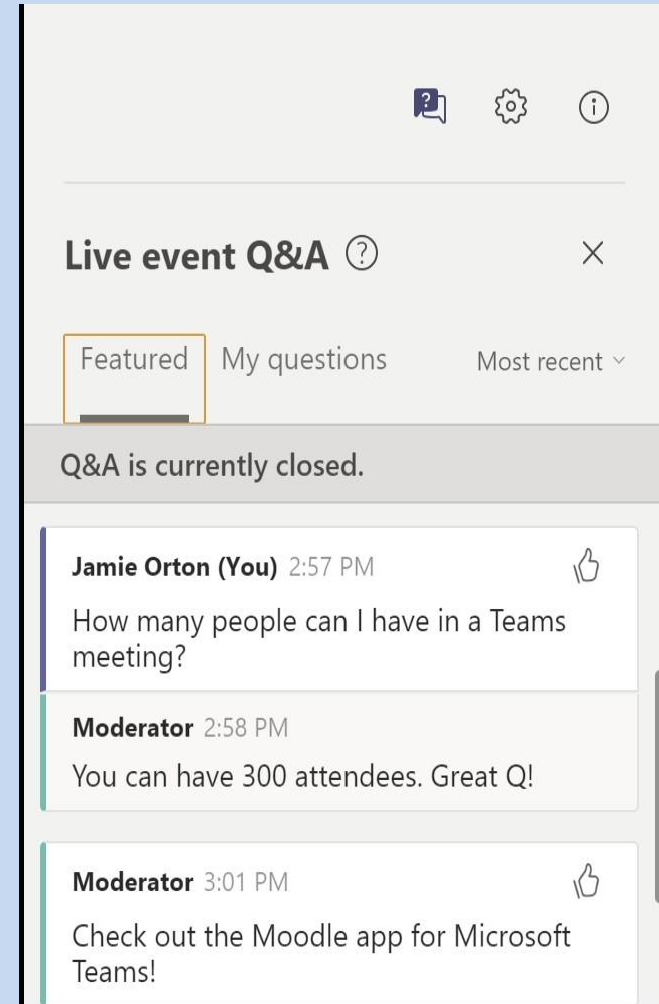 Live event Q&A
Featured My questions Most recent
Q&A is currently closed.
Jamie Orton (You) 2:57 PM
How many people can I have in a Teams
meeting?
Moderator 2:58 PM
You can have 300 attendees. Great Q!
Moderator 3:01 PM
Check out the Moodle app for Microsoft
Teams!